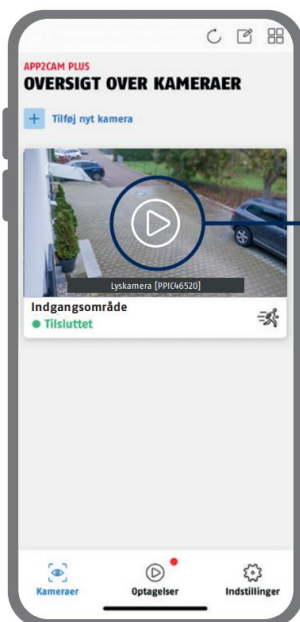 APP2CAM PLUS
OVERSIGT OVER KAMERAER
+ Tilføj nyt kamera
Lyskamera [PPIC46520]
Indgangsområde
Tilsluttet
Kameraer
Optagelser
Indstillinger